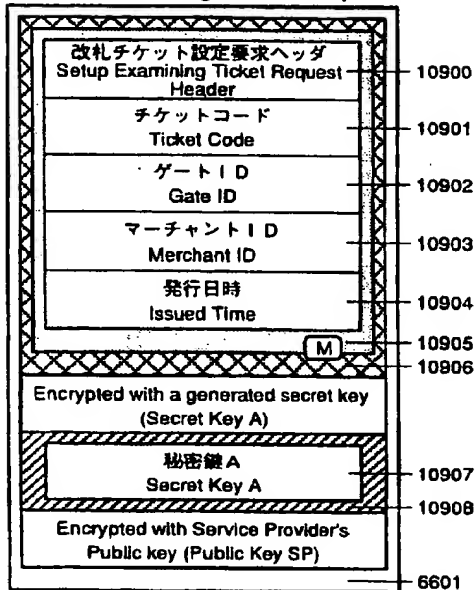 改札チケット設定要求ヘッダ
Setup Examining Ticket Request
Header
10900
チケットコード
Ticket Code
10901
ゲートID
Gate ID
10902
マーチャントID
Merchant ID
10903
発行日時
Issued Time
10904
M
10905
10906
Encrypted with a generated secret key
(Secret Key A)
秘密鍵A
Secret Key A
10907
10908
Encrypted with Service Provider's
Public key (Public Key SP)
6601